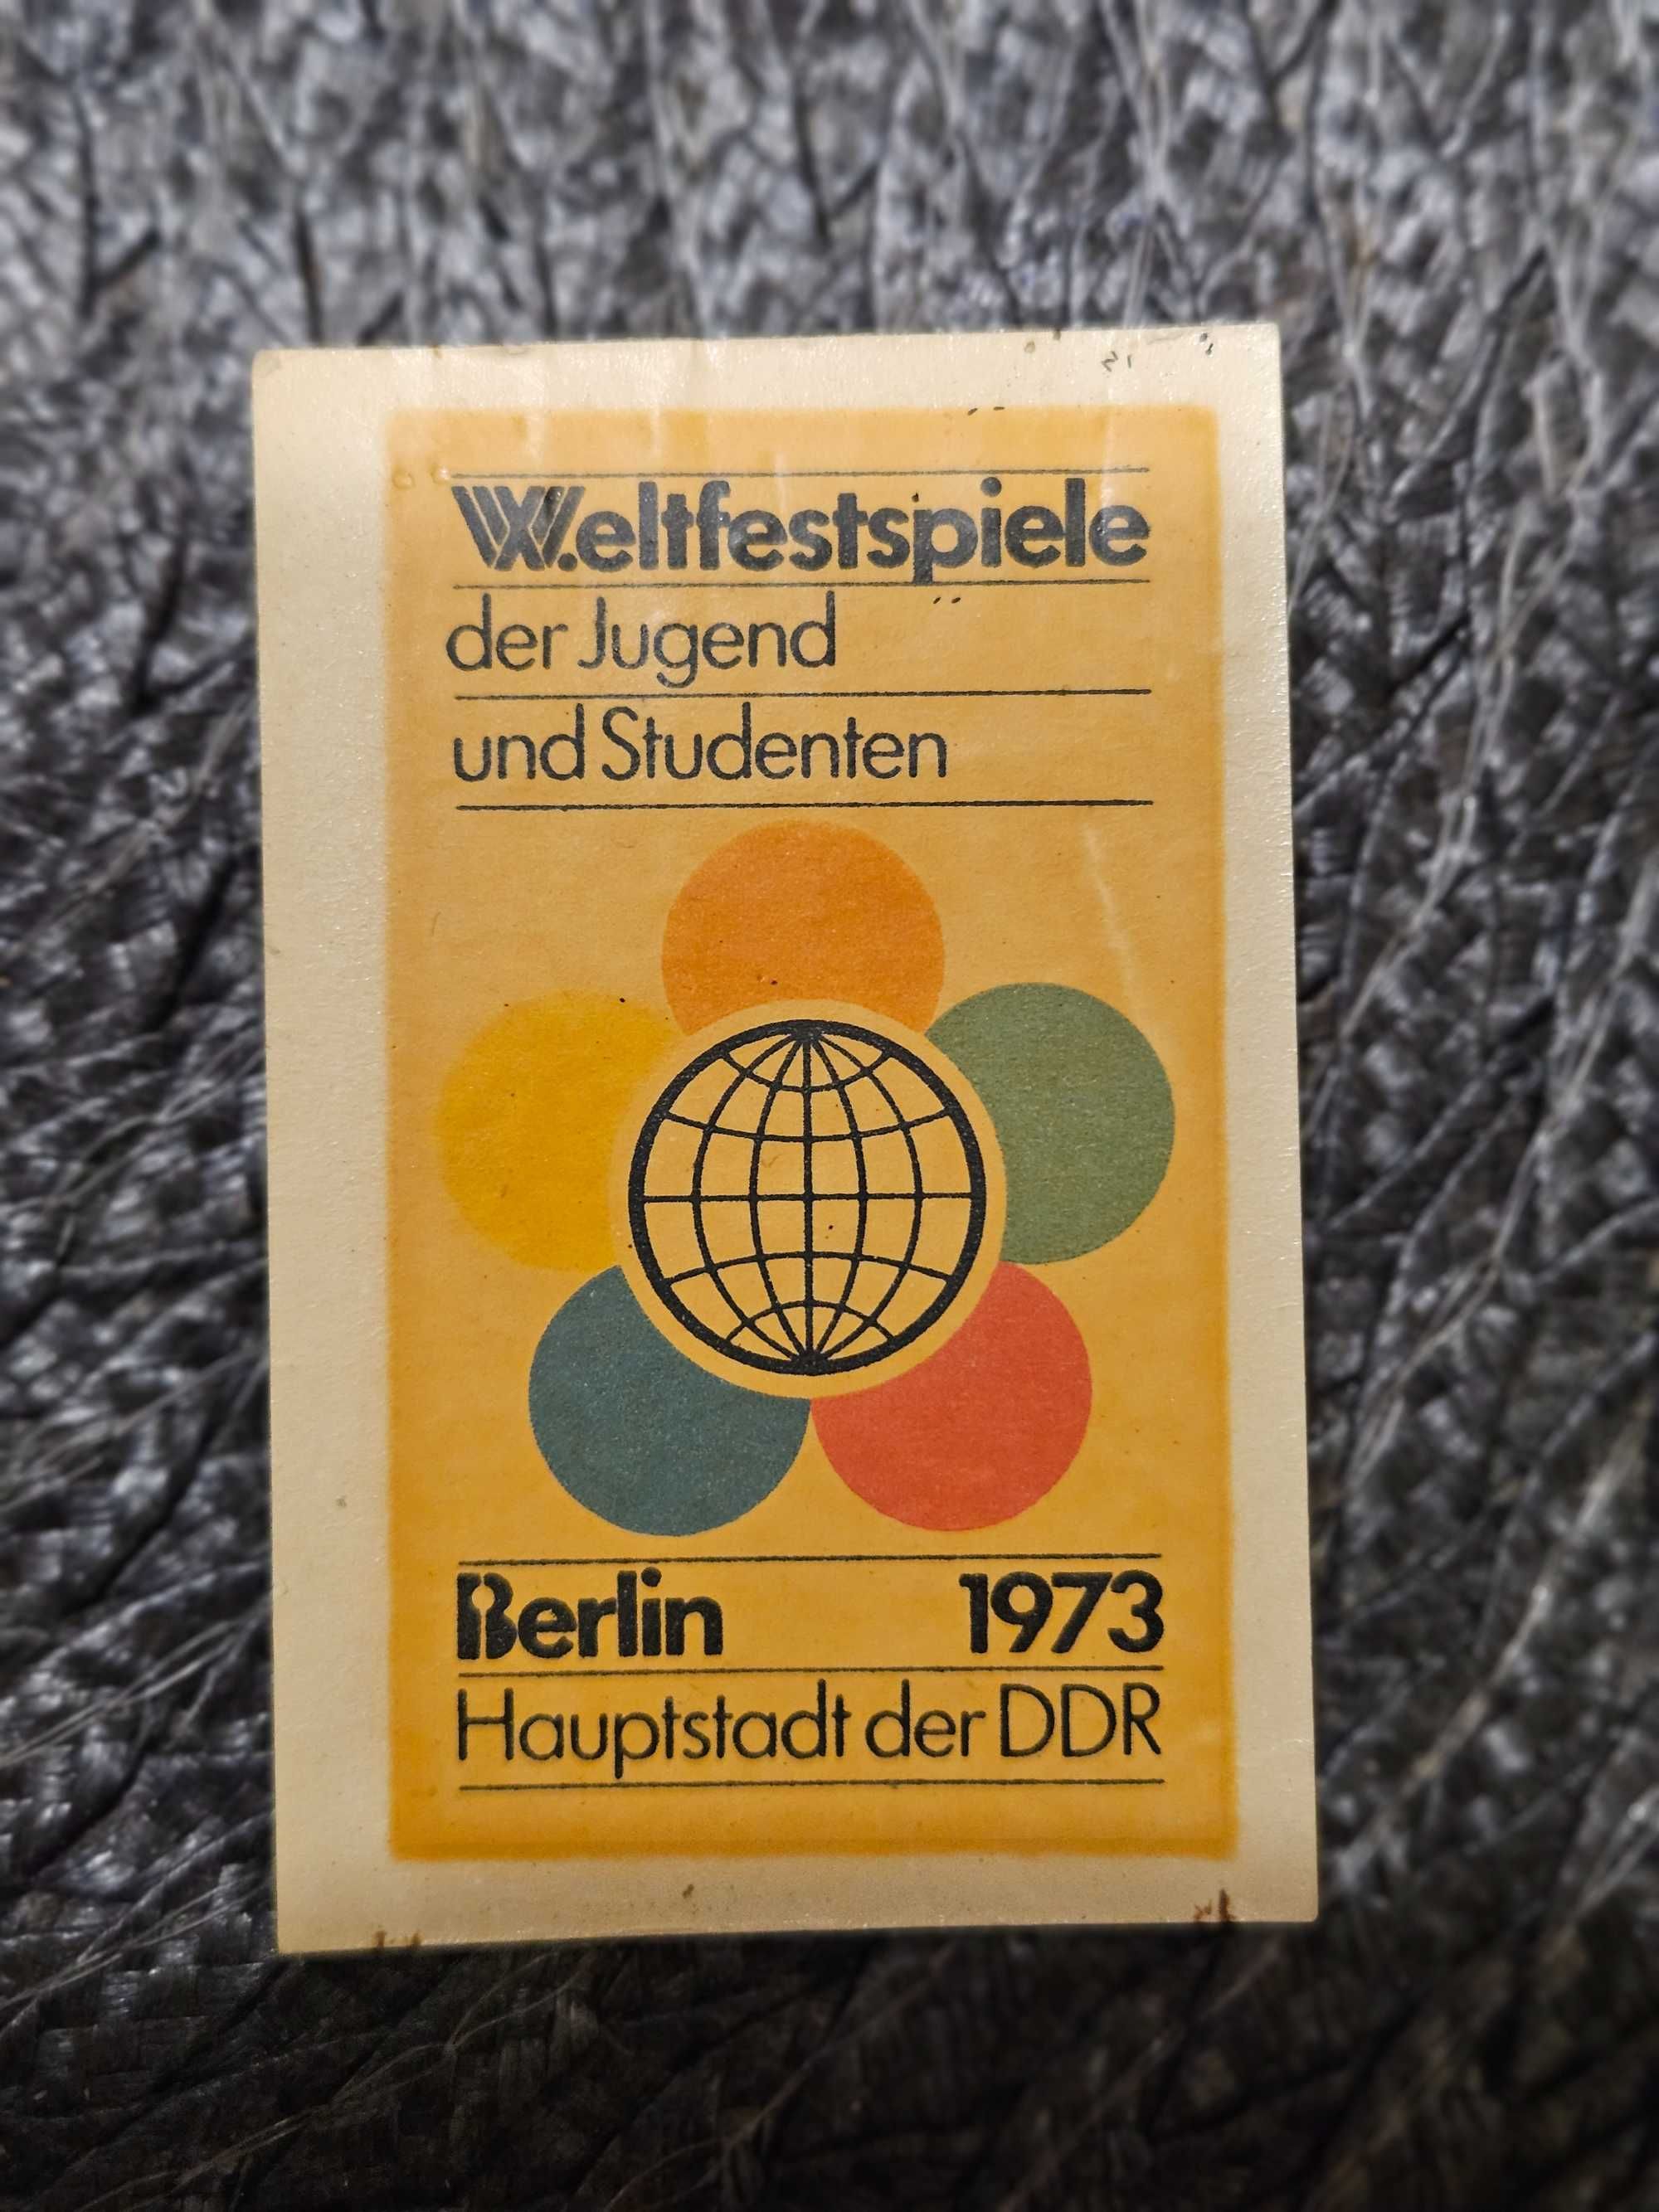 Weltfestspiele
der Jugend
und Studenten
Berlin 1973
Hauptstadt der DDR